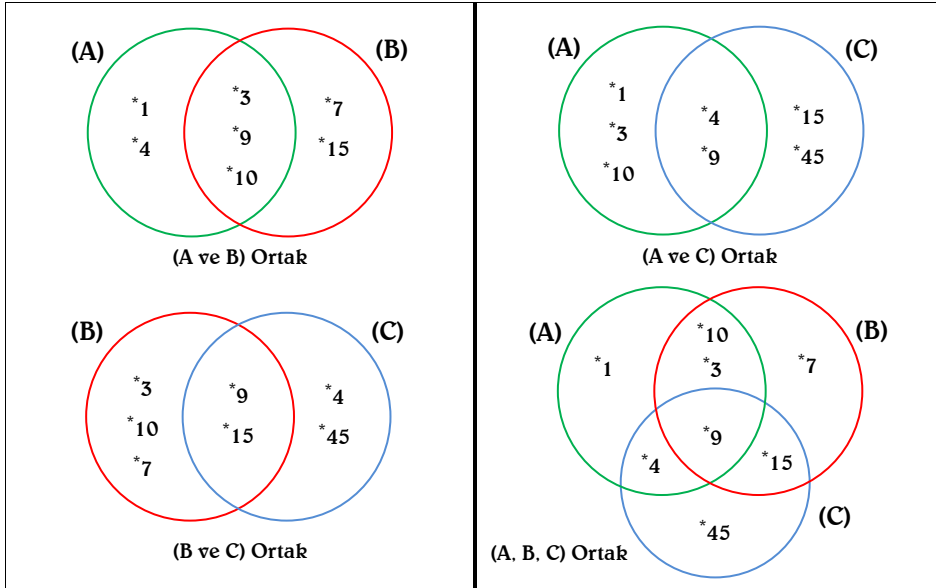 (A)
(B)
*1
*4
*3
*9
*10
*7
*15
(A ve B) Ortak
(A)
(C)
*1
*3
*10
*4
*9
*15
*45
(A ve C) Ortak
(B)
(C)
*3
*10
*7
*9
*15
*4
*45
(B ve C) Ortak
(A)
(B)
*10
*3
*1
*7
*9
*4
*15
(C)
*45
(A, B, C) Ortak